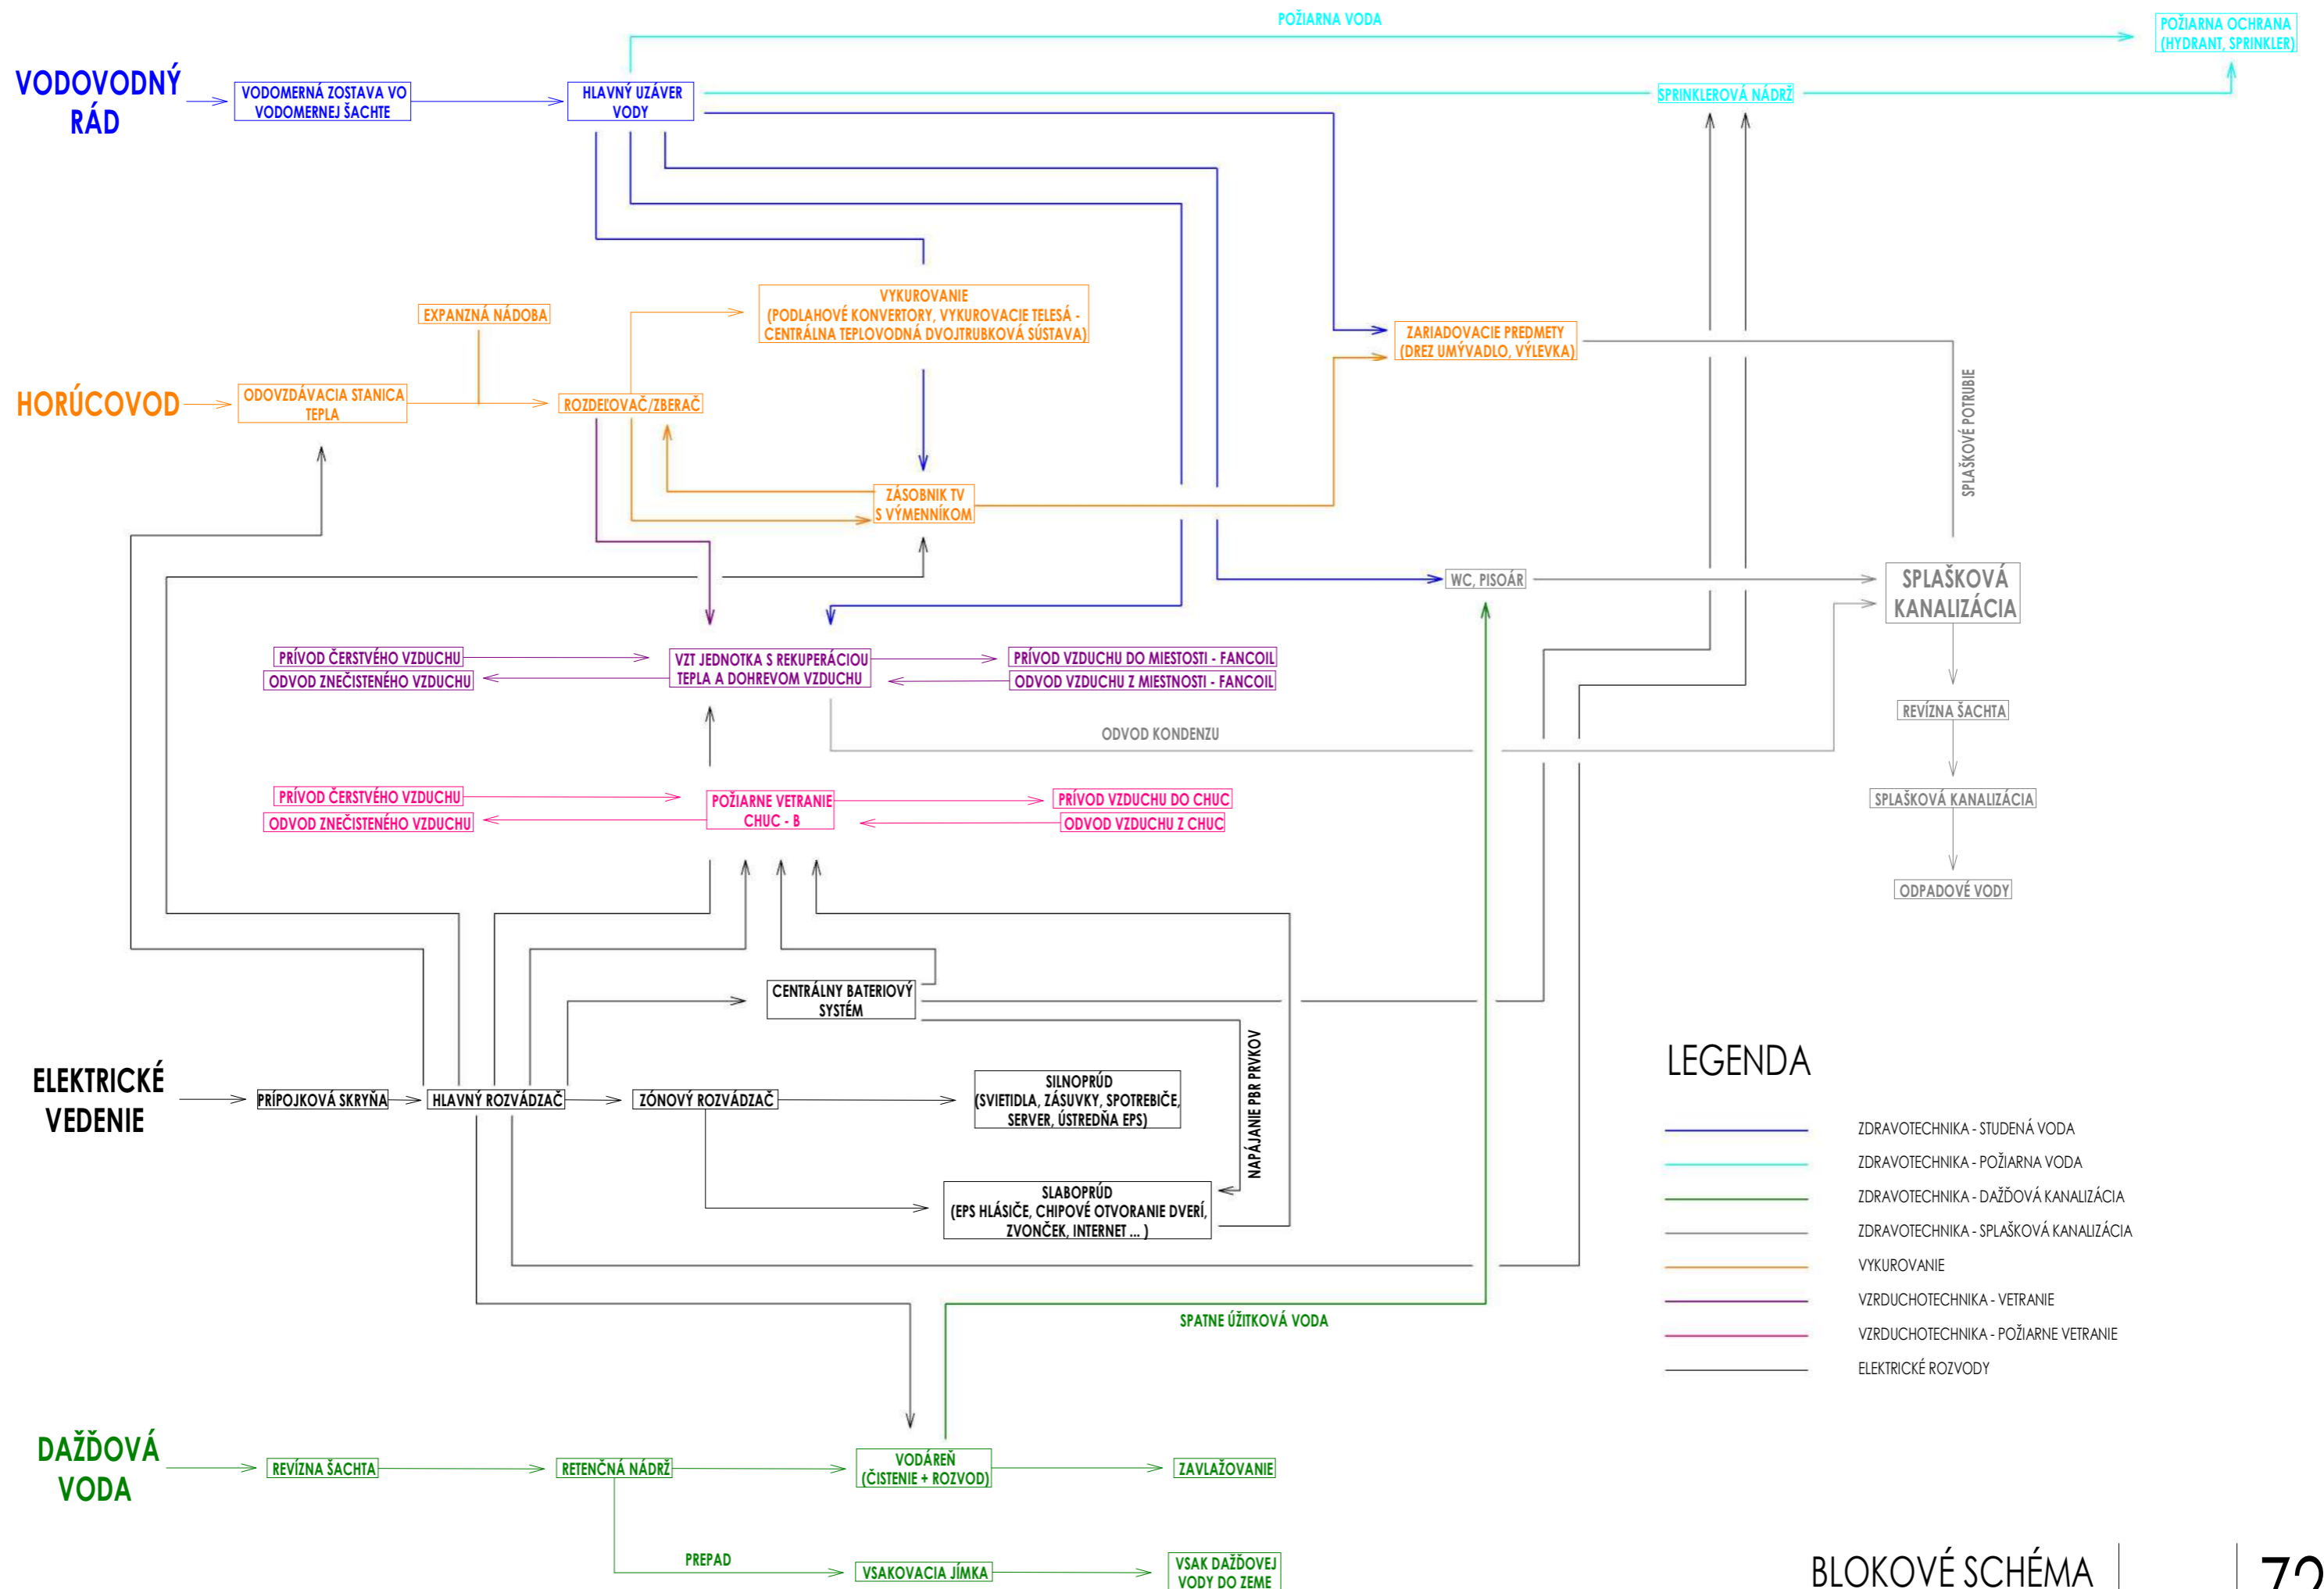 POŽIARNA VODA
POŽIARNA OCHRANA
(HYDRANT, SPRINKLER)
VODOVODNÝ
RÁD
VODOMERNÁ ZOSTAVA VO
VODOMERNEJ ŠACHTE
HLAVNÝ UZÁVER
VODY
SPRINKLEROVÁ NÁDRŽ
EXPANZNÁ NÁDOBA
VYKUROVANIE
(PODLAHOVÉ KONVERTORY, VYKUROVACIE TELESÁ -
CENTRÁLNA TEPLOVODNÁ DVOJTRUBKOVÁ SÚSTAVA)
ZARIADOVACIE PREDMETY
(DREZ UMÝVADLO, VÝLEVKA)
HORÚCOVOD
ODOVZDÁVACIA STANICA
TEPLA
ROZDEĽOVAČ/ZBERAČ
SPLAŠKOVÉ POTRUBIE
ZÁSOBNIK TV
S VÝMENNÍKOM
WC, PISOÁR
SPLAŠKOVÁ
KANALIZÁCIA
PRÍVOD ČERSTVÉHO VZDUCHU
ODVOD ZNEČISTENÉHO VZDUCHU
VZT JEDNOTKA S REKUPERÁCIOU
TEPLA A DOHREVOM VZDUCHU
PRÍVOD VZDUCHU DO MIESTOSTI - FANCOIL
ODVOD VZDUCHU Z MIESTNOSTI - FANCOIL
REVÍZNA ŠACHTA
ODVOD KONDENZU
PRÍVOD ČERSTVÉHO VZDUCHU
ODVOD ZNEČISTENÉHO VZDUCHU
POŽIARNE VETRANIE
CHUC - B
PRÍVOD VZDUCHU DO CHUC
ODVOD VZDUCHU Z CHUC
SPLAŠKOVÁ KANALIZÁCIA
ODPADOVÉ VODY
CENTRÁLNY BATERIOVÝ
SYSTÉM
NAPÁJANIE PBR PRVKOV
ELEKTRICKÉ
VEDENIE
PRÍPOJKOVÁ SKRYŇA
HLAVNÝ ROZVÁDZAČ
ZÓNOVÝ ROZVÁDZAČ
SILNOPRÚD
(SVIETIDLA, ZÁSUVKY, SPOTREBIČE,
SERVER, ÚSTREDŇA EPS)
SLABOPRÚD
(EPS HLÁSIČE, CHIPOVÉ OTVORANIE DVERÍ,
ZVONČEK, INTERNET ... )
LEGENDA
ZDRAVOTECHNIKA - STUDENÁ VODA
ZDRAVOTECHNIKA - POŽIARNA VODA
ZDRAVOTECHNIKA - DAŽĎOVÁ KANALIZÁCIA
ZDRAVOTECHNIKA - SPLAŠKOVÁ KANALIZÁCIA
VYKUROVANIE
VZRDUCHOTECHNIKA - VETRANIE
VZRDUCHOTECHNIKA - POŽIARNE VETRANIE
ELEKTRICKÉ ROZVODY
SPATNE ÚŽITKOVÁ VODA
DAŽĎOVÁ
VODA
REVÍZNA ŠACHTA
RETENČNÁ NÁDRŽ
VODÁREŇ
(ČISTENIE + ROZVOD)
ZAVLAŽOVANIE
PREPAD
VSAKOVACIA JÍMKA
VSAK DAŽĎOVEJ
VODY DO ZEME
BLOKOVÉ SCHÉMA